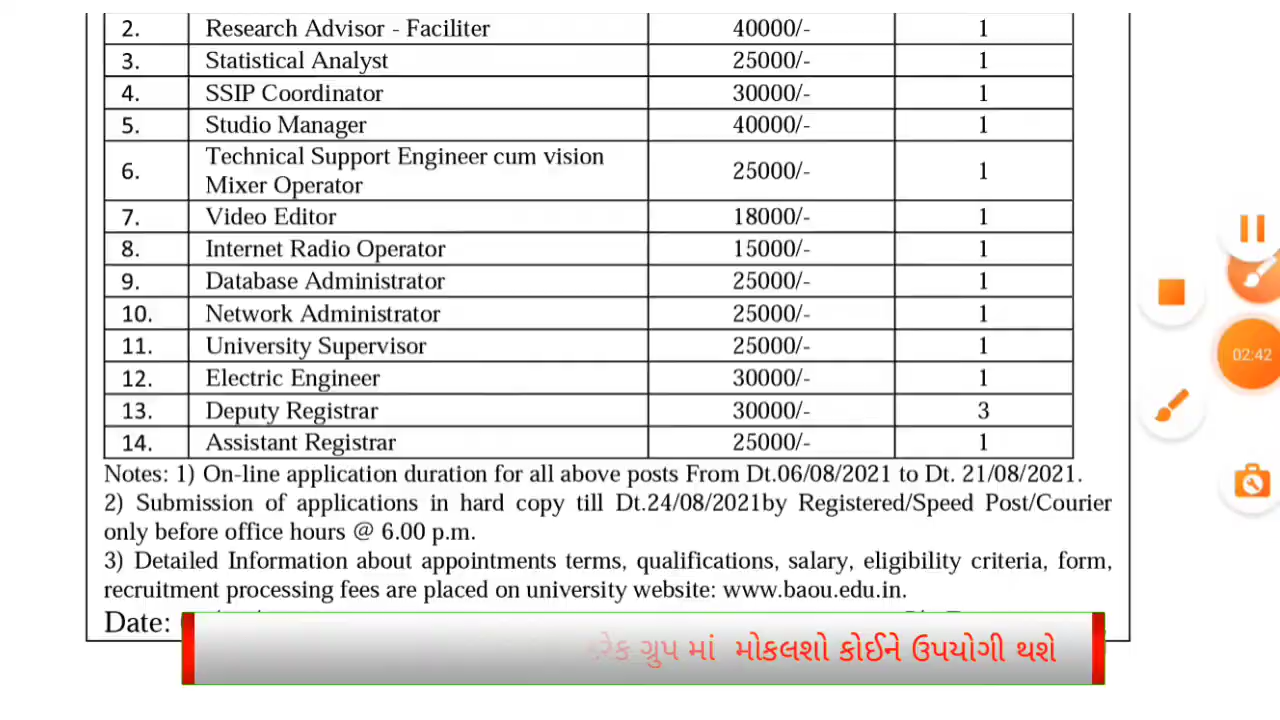 2. Research Advisor - Faciliter 40000/- 1
3. Statistical Analyst 25000/- 1
4. SSIP Coordinator 30000/- 1
5. Studio Manager 40000/- 1
6. Technical Support Engineer cum vision Mixer Operator 25000/- 1
7. Video Editor 18000/- 1
8. Internet Radio Operator 15000/- 1
9. Database Administrator 25000/- 1
10. Network Administrator 25000/- 1
11. University Supervisor 25000/- 1
12. Electric Engineer 30000/- 1
13. Deputy Registrar 30000/- 3
14. Assistant Registrar 25000/- 1
Notes: 1) On-line application duration for all above posts From Dt.06/08/2021 to Dt. 21/08/2021.
2) Submission of applications in hard copy till Dt.24/08/2021by Registered/Speed Post/Courier
only before office hours @ 6.00 p.m.
3) Detailed Information about appointments terms, qualifications, salary, eligibility criteria, form,
recruitment processing fees are placed on university website: www.baou.edu.in.
Date:
ગ્રુપ માં મોકલશો કોઈને ઉપયોગી થશે
02:42